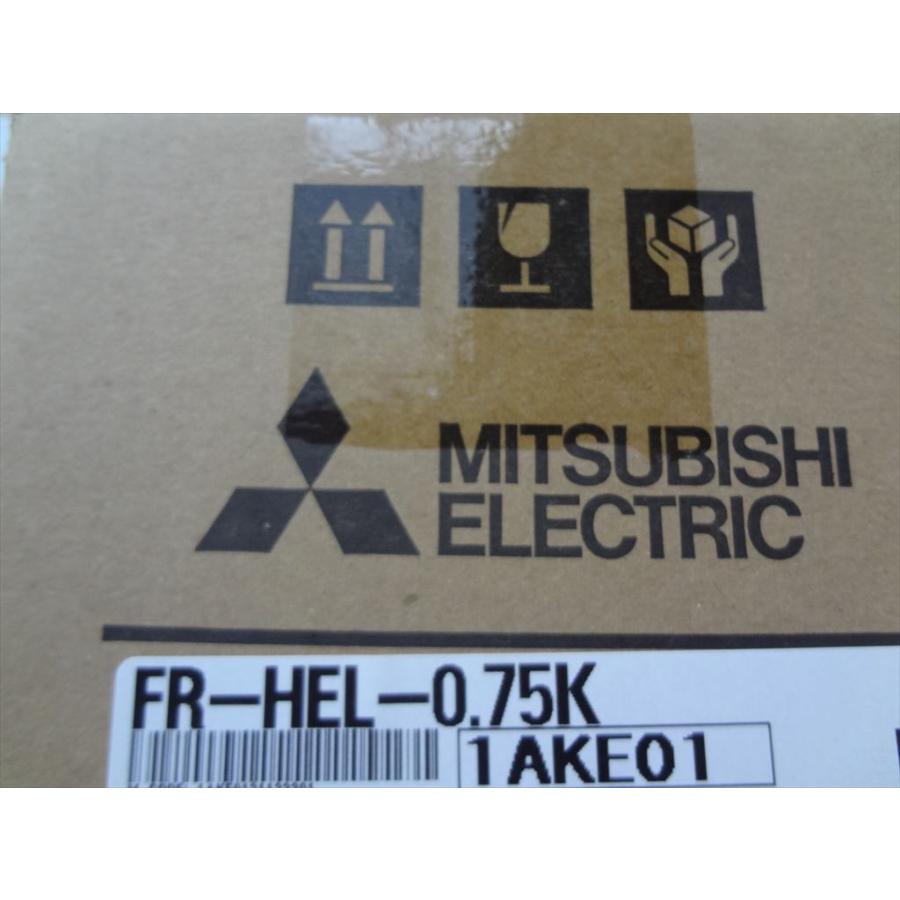 MITSUBISHI
ELECTRIC
FR-HEL-0.75K
1AKE01